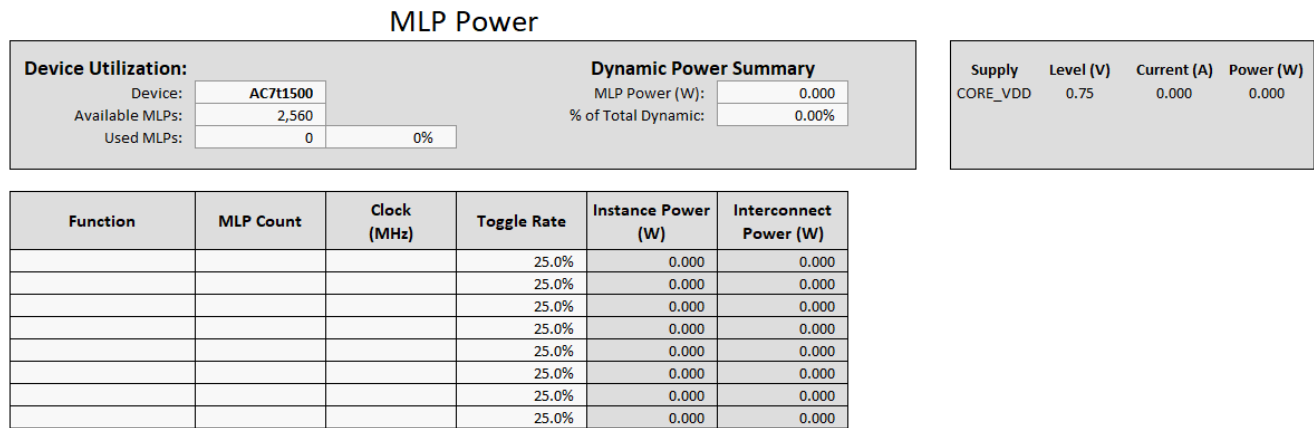 MLP Power
Device Utilization: Dynamic Power Summary
Device: AC7t1500 MLP Power (W): 0.000
Available MLPs: 2,560 % of Total Dynamic: 0.00%
Used MLPs: 0 0%
Supply Level (V) Current (A) Power (W)
CORE_VDD 0.75 0.000 0.000
Function MLP Count Clock (MHz) Toggle Rate Instance Power (W) Interconnect Power (W)
25.0% 0.000 0.000
25.0% 0.000 0.000
25.0% 0.000 0.000
25.0% 0.000 0.000
25.0% 0.000 0.000
25.0% 0.000 0.000
25.0% 0.000 0.000
25.0% 0.000 0.000